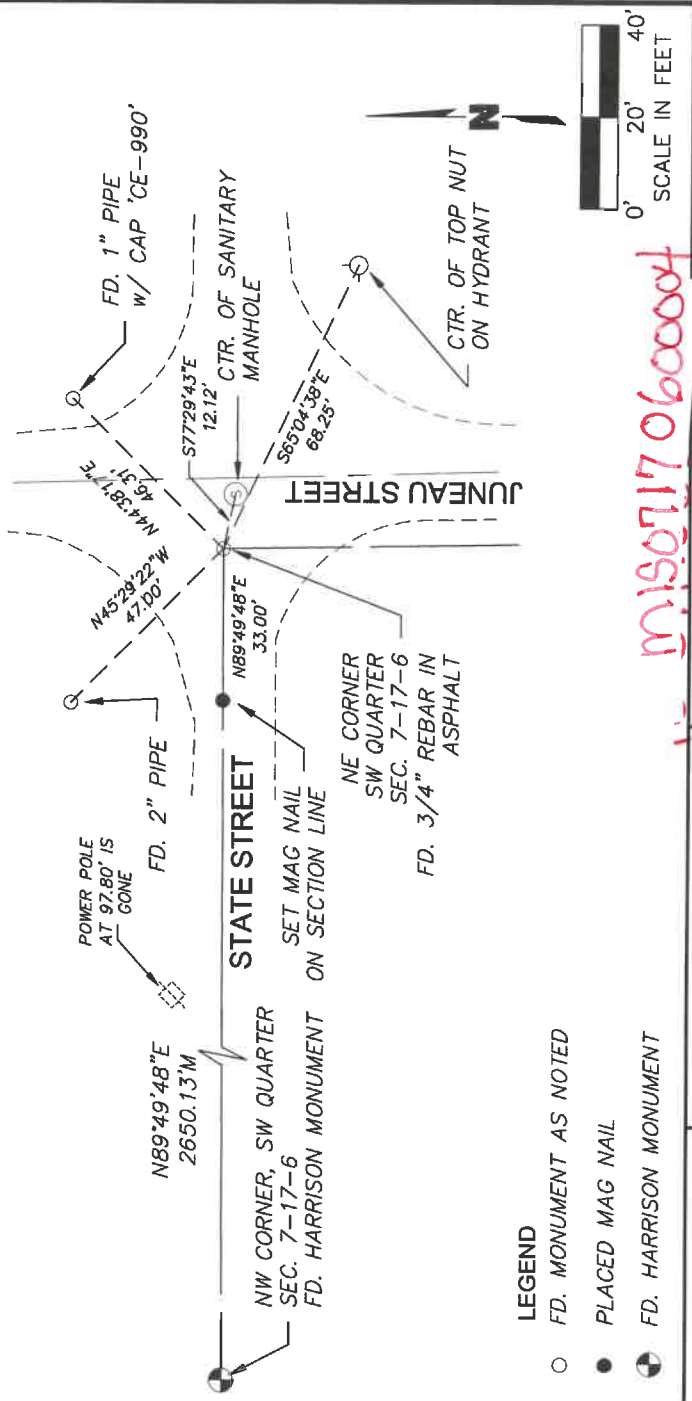 FD. 1" PIPE
w/ CAP 'CE-990'
N44°38'17"E
46.31'
N45°29'22"W
47.00'
S77°29'43"E
12.12'
CTR. OF SANITARY
MANHOLE
S65°04'38"E
68.25'
CTR. OF TOP NUT
ON HYDRANT
JUNEAU STREET
N89°49'48"E
33.00'
FD. 2" PIPE
POWER POLE
AT 97.80' IS
GONE
STATE STREET
SET MAG NAIL
ON SECTION LINE
NE CORNER
SW QUARTER
SEC. 7-17-6
FD. 3/4" REBAR IN
ASPHALT
N89°49'48"E
2650.13'M
NW CORNER, SW QUARTER
SEC. 7-17-6
FD. HARRISON MONUMENT
N
0' 20' 40'
SCALE IN FEET
LEGEND
FD. MONUMENT AS NOTED
PLACED MAG NAIL
FD. HARRISON MONUMENT